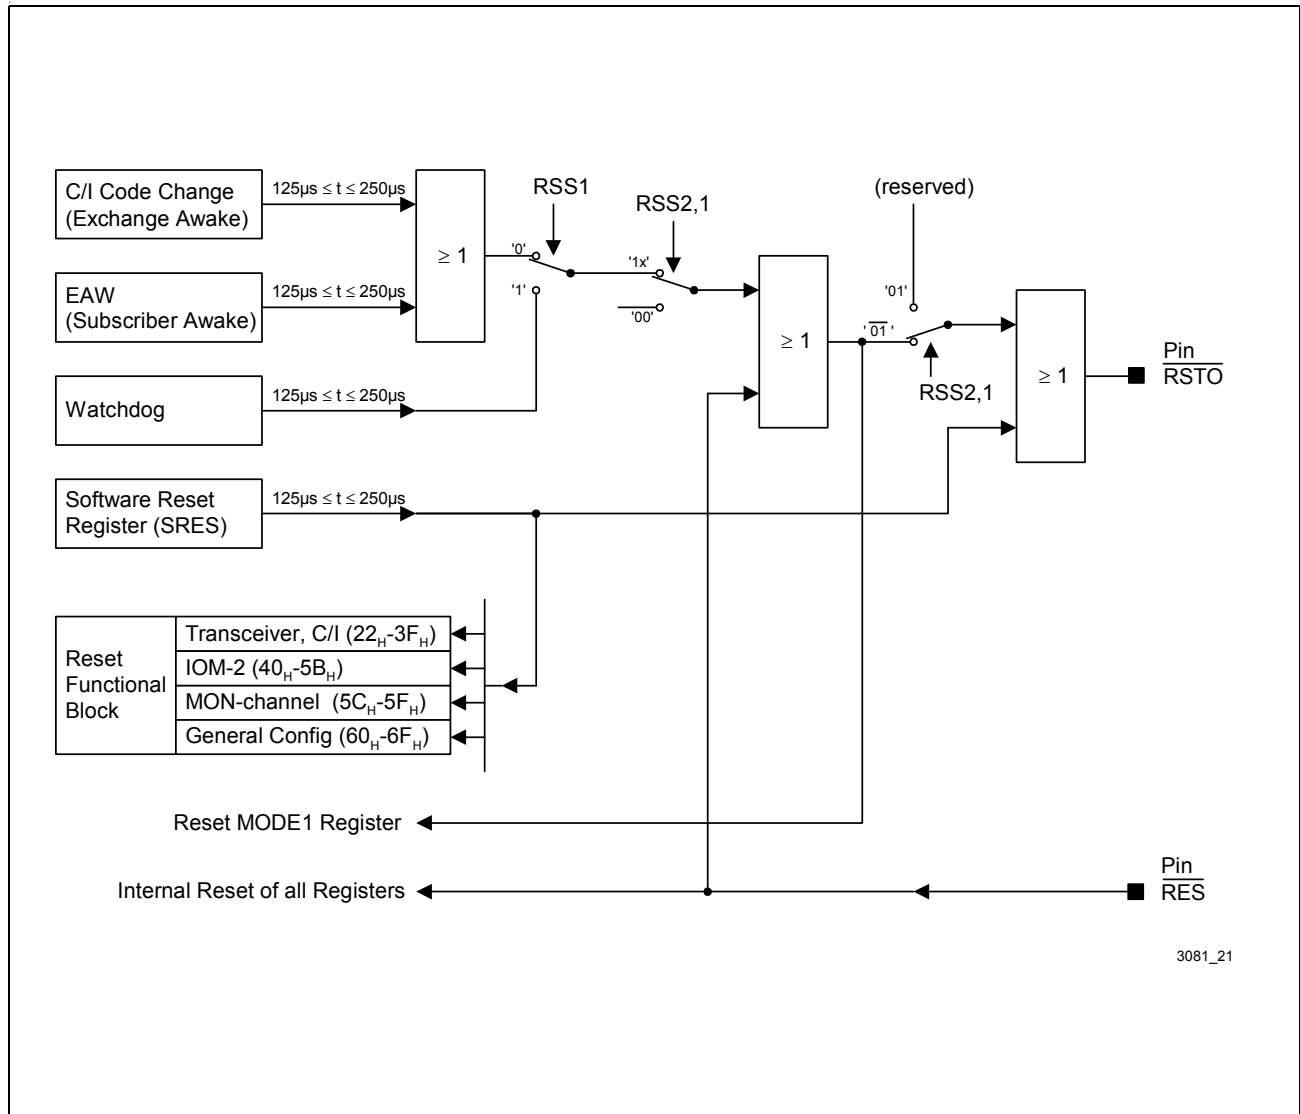 C/I Code Change
(Exchange Awake)
125µs ≤ t ≤ 250µs
EAW
(Subscriber Awake)
125µs ≤ t ≤ 250µs
Watchdog
125µs ≤ t ≤ 250µs
Software Reset
Register (SRES)
125µs ≤ t ≤ 250µs
≥ 1
RSS1
'0'
'1'
RSS2,1
'1x'
'00'
≥ 1
(reserved)
'01'
'0̅1̅'
RSS2,1
≥ 1
Pin
R̅S̅T̅O̅
Reset
Functional
Block
Transceiver, C/I (22H-3FH)
IOM-2 (40H-5BH)
MON-channel (5CH-5FH)
General Config (60H-6FH)
Reset MODE1 Register
Internal Reset of all Registers
Pin
R̅E̅S̅
3081_21